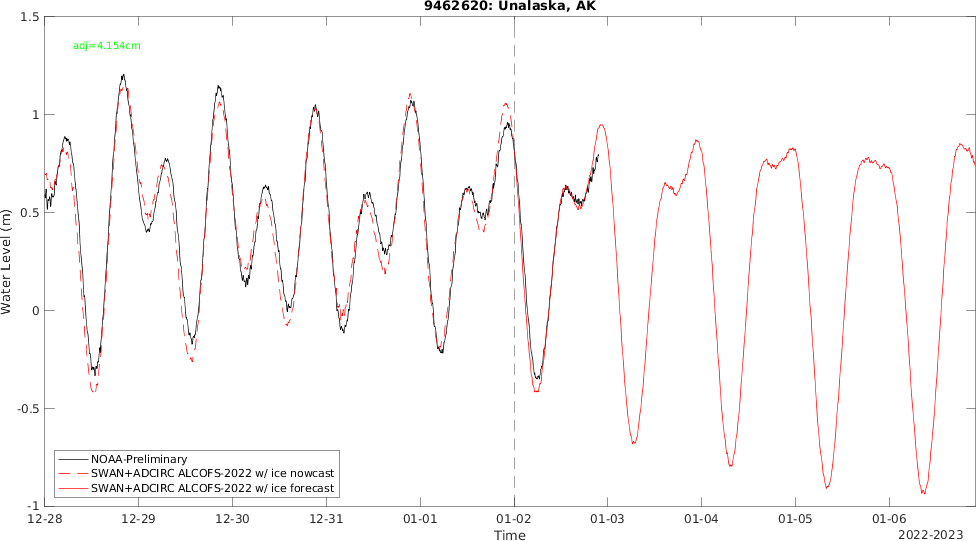 9462620: Unalaska, AK
adj=4.154cm
1.5
1
0.5
0
-0.5
-1
Water Level (m)
NOAA-Preliminary
SWAN+ADCIRC ALCOFS-2022 w/ ice nowcast
SWAN+ADCIRC ALCOFS-2022 w/ ice forecast
12-28 12-29 12-30 12-31 01-01 01-02 01-03 01-04 01-05 01-06
Time
2022-2023